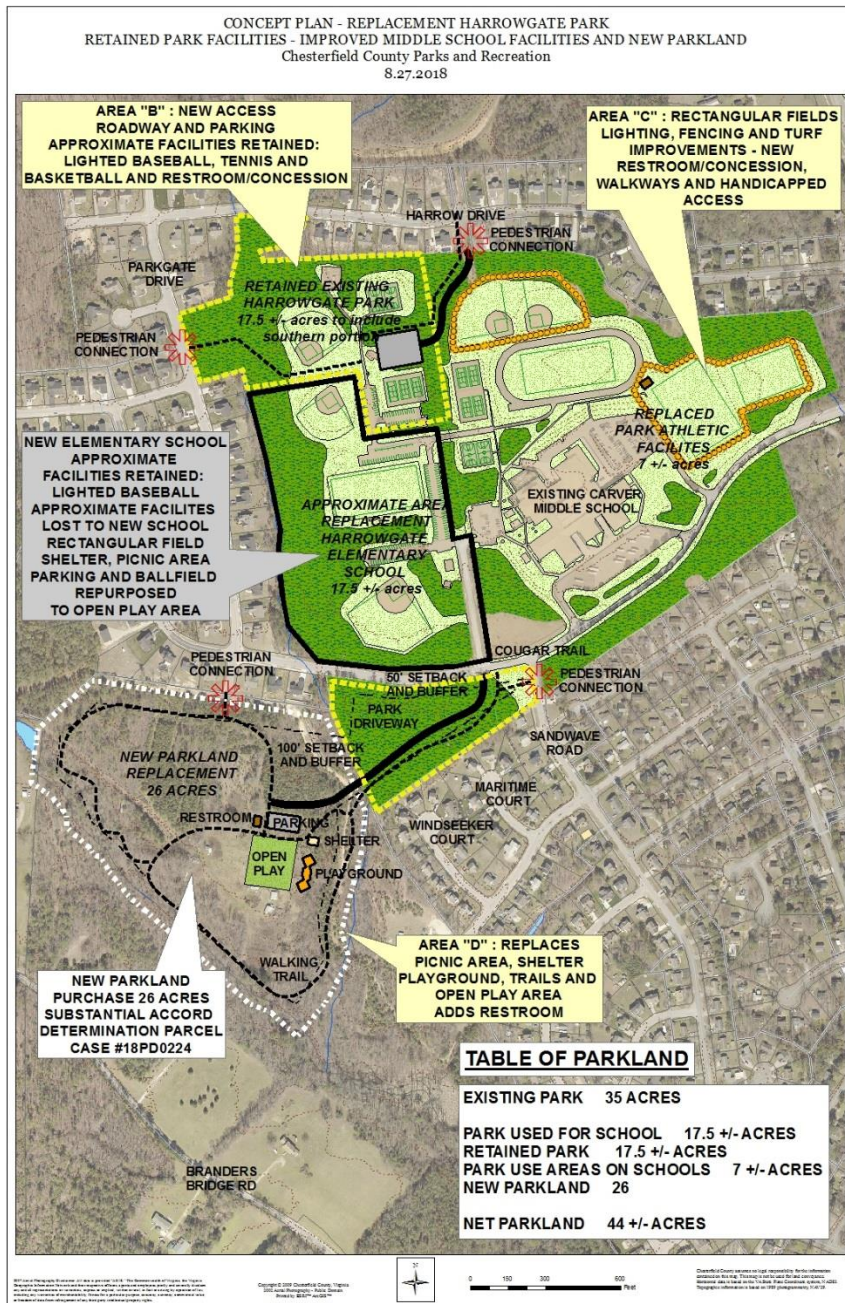 CONCEPT PLAN - REPLACEMENT HARROWGATE PARK
RETAINED PARK FACILITIES - IMPROVED MIDDLE SCHOOL FACILITIES AND NEW PARKLAND
Chesterfield County Parks and Recreation
8.27.2018
AREA "B" : NEW ACCESS
ROADWAY AND PARKING
APPROXIMATE FACILITIES RETAINED:
LIGHTED BASEBALL, TENNIS AND
BASKETBALL AND RESTROOM/CONCESSION
AREA "C" : RECTANGULAR FIELDS
LIGHTING, FENCING AND TURF
IMPROVEMENTS - NEW
RESTROOM/CONCESSION,
WALKWAYS AND HANDICAPPED
ACCESS
HARROW DRIVE
PEDESTRIAN
CONNECTION
PARKGATE
DRIVE
RETAINED EXISTING
HARROWGATE PARK
17.5 +/- acres to include
southern portion
PEDESTRIAN
CONNECTION
REPLACED
PARK ATHLETIC
FACILITES
7 +/- acres
NEW ELEMENTARY SCHOOL
APPROXIMATE
FACILITIES RETAINED:
LIGHTED BASEBALL
APPROXIMATE FACILITES
LOST TO NEW SCHOOL
RECTANGULAR FIELD
SHELTER, PICNIC AREA
PARKING AND BALLFIELD
REPURPOSED
TO OPEN PLAY AREA
APPROXIMATE AREA
REPLACEMENT
HARROWGATE
ELEMENTARY
SCHOOL
17.5 +/- acres
EXISTING CARVER
MIDDLE SCHOOL
COUGAR TRAIL
PEDESTRIAN
CONNECTION
PEDESTRIAN
CONNECTION
50' SETBACK
AND BUFFER
PARK
DRIVEWAY
SANDWAVE
ROAD
100' SETBACK
AND BUFFER
NEW PARKLAND
REPLACEMENT
26 ACRES
MARITIME
COURT
WINDSEEKER
COURT
RESTROOM
PARKING
SHELTER
OPEN
PLAY
PLAYGROUND
WALKING
TRAIL
AREA "D" : REPLACES
PICNIC AREA, SHELTER
PLAYGROUND, TRAILS AND
OPEN PLAY AREA
ADDS RESTROOM
NEW PARKLAND
PURCHASE 26 ACRES
SUBSTANTIAL ACCORD
DETERMINATION PARCEL
CASE #18PD0224
TABLE OF PARKLAND
EXISTING PARK 35 ACRES
PARK USED FOR SCHOOL 17.5 +/- ACRES
RETAINED PARK 17.5 +/- ACRES
PARK USE AREAS ON SCHOOLS 7 +/- ACRES
NEW PARKLAND 26
NET PARKLAND 44 +/- ACRES
BRANDERS
BRIDGE RD
0 150 300 600
Feet